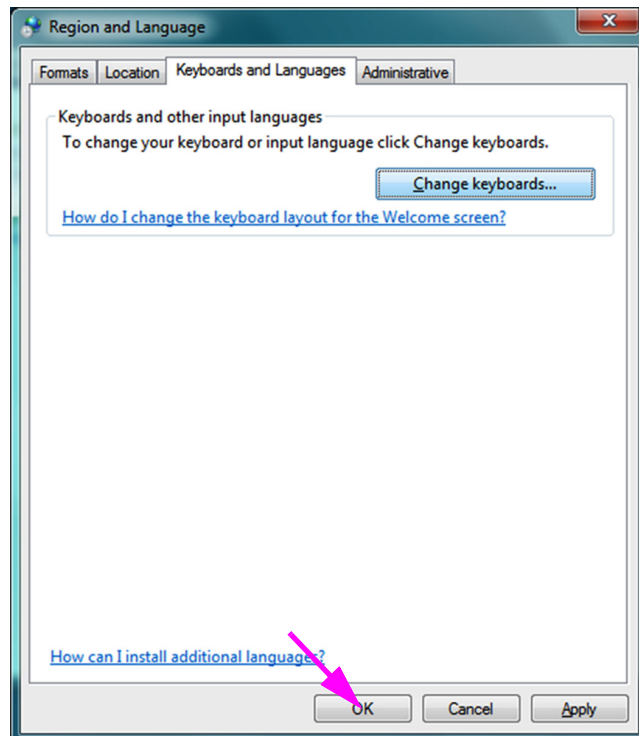 Region and Language
Formats Location Keyboards and Languages Administrative
Keyboards and other input languages
To change your keyboard or input language click Change keyboards.
Change keyboards...
How do I change the keyboard layout for the Welcome screen?
How can I install additional languages?
OK Cancel Apply